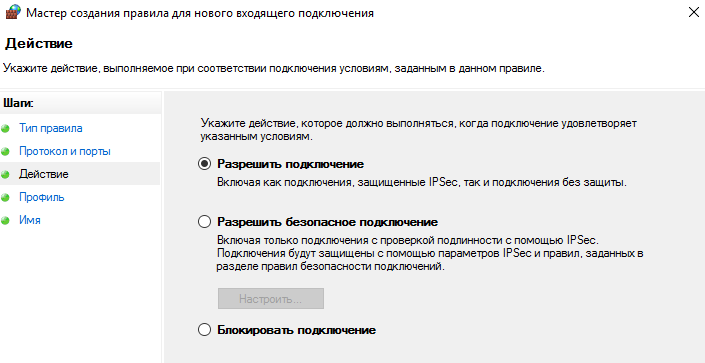 Мастер создания правила для нового входящего подключения
Действие
Укажите действие, выполняемое при соответствии подключения условиям, заданным в данном правиле.
Шаги:
Тип правила
Протокол и порты
Действие
Профиль
Имя
Укажите действие, которое должно выполняться, когда подключение удовлетворяет
указанным условиям.
Разрешить подключение
Включая как подключения, защищенные IPSec, так и подключения без защиты.
Разрешить безопасное подключение
Включая только подключения с проверкой подлинности с помощью IPSec.
Подключения будут защищены с помощью параметров IPSec и правил, заданных в
разделе правил безопасности подключений.
Настроить...
Блокировать подключение